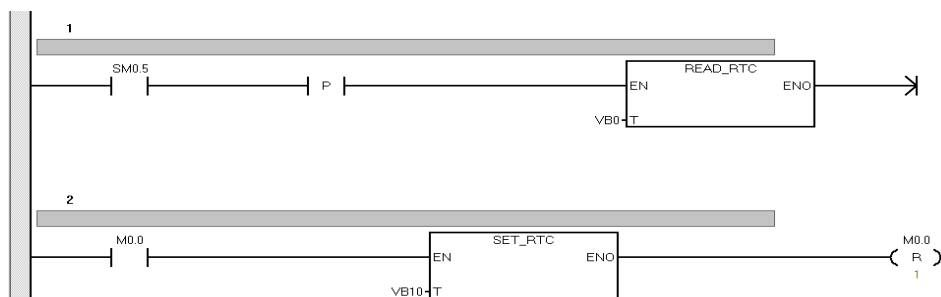 1
SM0.5
P
READ_RTC
EN
ENO
VB0
T
2
M0.0
SET_RTC
M0.0
EN
ENO
R
1
VB10
T